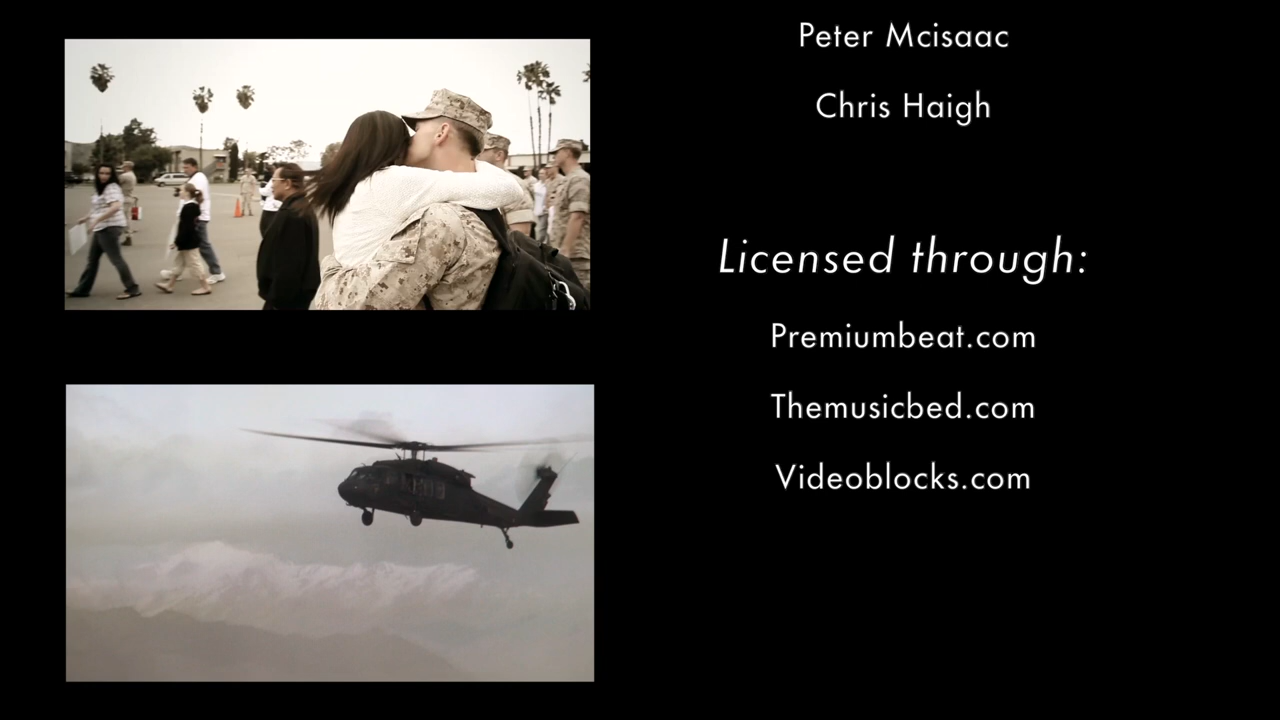 Peter Mcisaac
Chris Haigh
Licensed through:
Premiumbeat.com
Themusicbed.com
Videoblocks.com